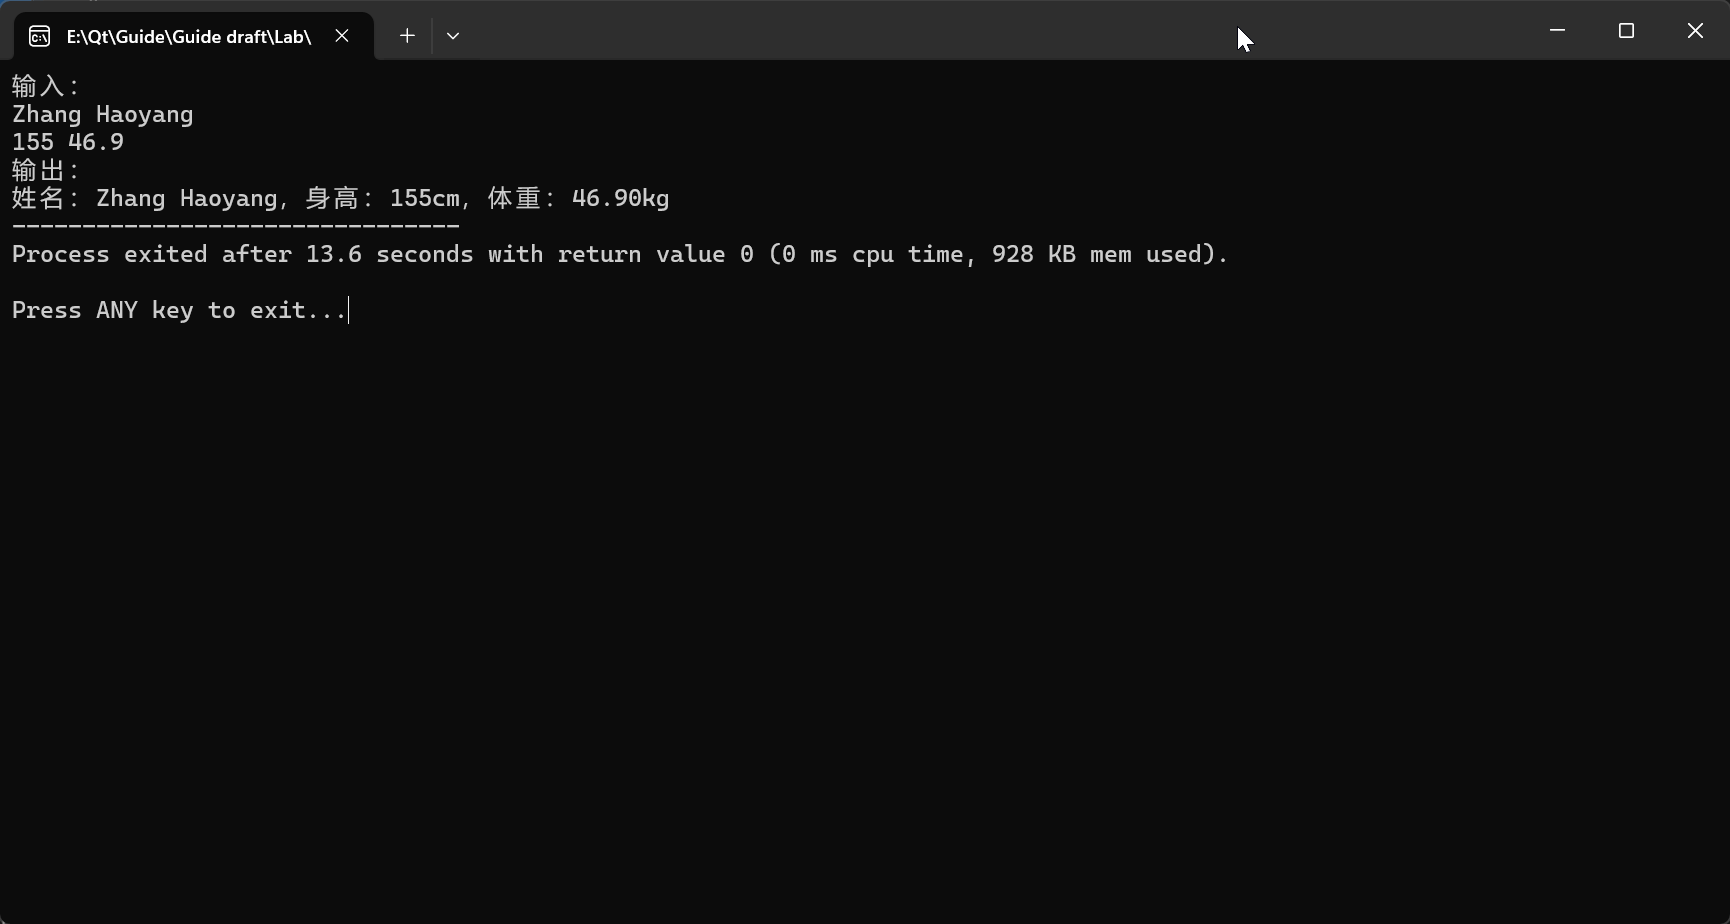 E:\Qt\Guide\Guide draft\Lab\
输入：
Zhang Haoyang
155 46.9
输出：
姓名：Zhang Haoyang，身高：155cm，体重：46.90kg
--------------------------------
Process exited after 13.6 seconds with return value 0 (0 ms cpu time, 928 KB mem used).
Press ANY key to exit...